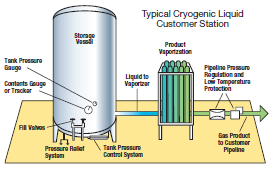 Typical Cryogenic Liquid
Customer Station
Storage
Vessel
Product
Vaporization
Tank Pressure
Gauge
Contents Gauge
or Tracker
Liquid to
Vaporizer
Pipeline Pressure
Regulation and
Low Temperature
Protection
Fill Valves
Pressure Relief
System
Tank Pressure
Control System
Gas Product
to Customer
Pipeline